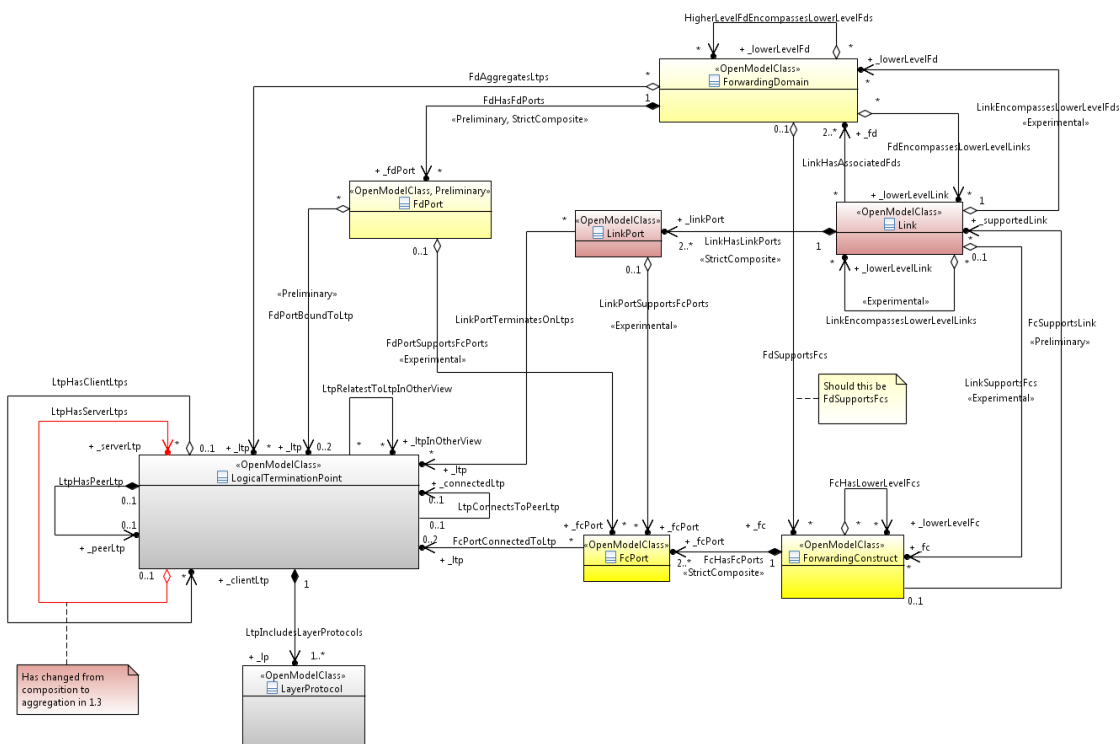 HigherLevelFdEncompassesLowerLevelFds
*
+ _lowerLevelFd
*
«OpenModelClass»
ForwardingDomain
+ _lowerLevelFd
*
*
FdAggregatesLtps
*
FdHasFdPorts
1
«Preliminary, StrictComposite»
*
LinkEncompassesLowerLevelFds
«Experimental»
0..1
2..*
+ _fd
FdEncompassesLowerLevelLinks
LinkHasAssociatedFds
+ _fdPort
*
«OpenModelClass, Preliminary»
FdPort
*
0..1
*
+ _lowerLevelLink
*
1
«OpenModelClass»
Link
+ _supportedLink
*
*
0..1
«OpenModelClass»
LinkPort
*
+ _linkPort
2..*
LinkHasLinkPorts
1
«StrictComposite»
0..1
*
+ _lowerLevelLink
*
«Experimental»
LinkEncompassesLowerLevelLinks
«Preliminary»
FdPortBoundToLtp
LinkPortTerminatesOnLtps
LinkPortSupportsFcPorts
«Experimental»
FcSupportsLink
«Preliminary»
FdPortSupportsFcPorts
«Experimental»
FdSupportsFcs
LinkSupportsFcs
«Experimental»
Should this be
FdSupportsFcs
LtpHasClientLtps
LtpRelatestToLtpInOtherView
LtpHasServerLtps
+ _serverLtp
*
0..1
+ _ltp
*
+ _ltp
0..2
*
*
+ _ltpInOtherView
*
+ _ltp
«OpenModelClass»
LogicalTerminationPoint
LtpHasPeerLtp
0..1
0..1
+ _peerLtp
+ _connectedLtp
0..1
LtpConnectsToPeerLtp
0..1
0..2
+ _ltp
FcPortConnectedToLtp
*
FcHasLowerLevelFcs
+ _fcPort
*
*
+ _fcPort
+ _fc
*
*
*
+ _lowerLevelFc
«OpenModelClass»
FcPort
+ _fcPort
2..*
FcHasFcPorts
1
«StrictComposite»
«OpenModelClass»
ForwardingConstruct
+ _fc
*
0..1
0..1
*
+ _clientLtp
1
LtpIncludesLayerProtocols
+ _lp
1..*
«OpenModelClass»
LayerProtocol
Has changed from
composition to
aggregation in 1.3